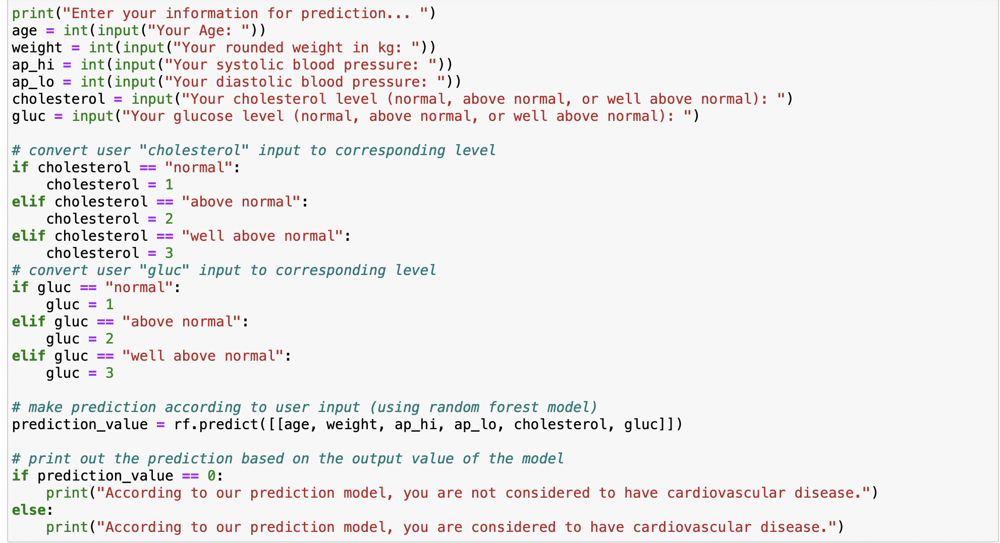 print("Enter your information for prediction... ")
age = int(input("Your Age: "))
weight = int(input("Your rounded weight in kg: "))
ap_hi = int(input("Your systolic blood pressure: "))
ap_lo = int(input("Your diastolic blood pressure: "))
cholesterol = input("Your cholesterol level (normal, above normal, or well above normal): ")
gluc = input("Your glucose level (normal, above normal, or well above normal): ")

# convert user "cholesterol" input to corresponding level
if cholesterol == "normal":
    cholesterol = 1
elif cholesterol == "above normal":
    cholesterol = 2
elif cholesterol == "well above normal":
    cholesterol = 3
# convert user "gluc" input to corresponding level
if gluc == "normal":
    gluc = 1
elif gluc == "above normal":
    gluc = 2
elif gluc == "well above normal":
    gluc = 3

# make prediction according to user input (using random forest model)
prediction_value = rf.predict([[age, weight, ap_hi, ap_lo, cholesterol, gluc]])

# print out the prediction based on the output value of the model
if prediction_value == 0:
    print("According to our prediction model, you are not considered to have cardiovascular disease.")
else:
    print("According to our prediction model, you are considered to have cardiovascular disease.")